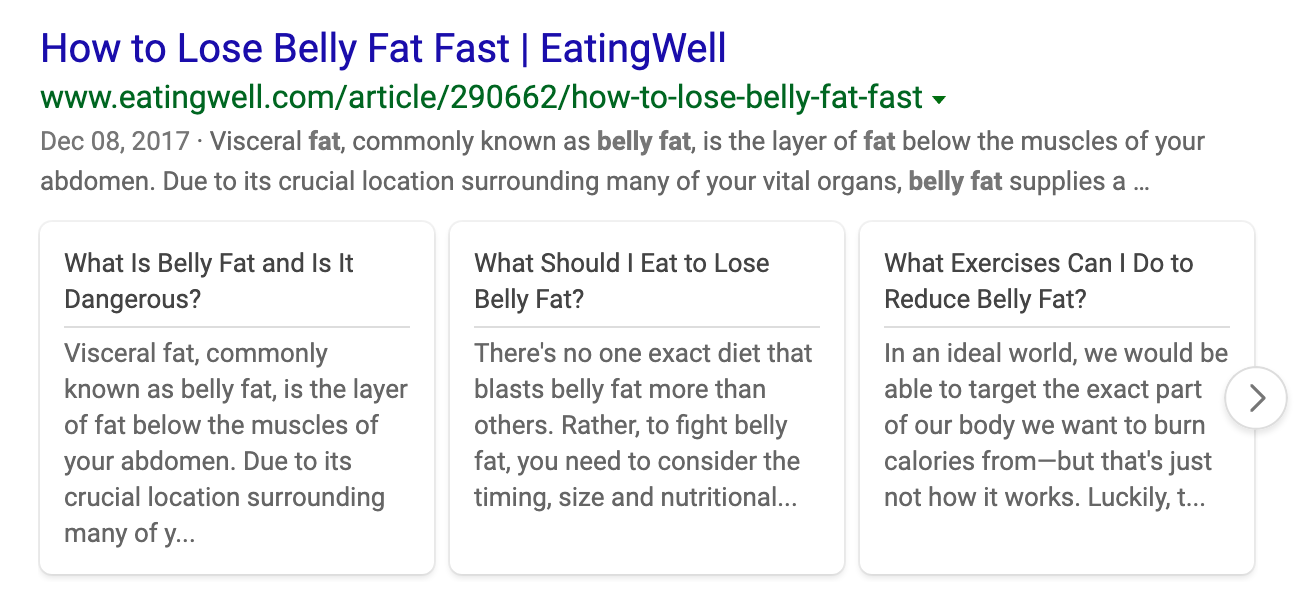 How to Lose Belly Fat Fast | EatingWell
www.eatingwell.com/article/290662/how-to-lose-belly-fat-fast
Dec 08, 2017 · Visceral fat, commonly known as belly fat, is the layer of fat below the muscles of your
abdomen. Due to its crucial location surrounding many of your vital organs, belly fat supplies a ...
What Is Belly Fat and Is It
Dangerous?
Visceral fat, commonly
known as belly fat, is the layer
of fat below the muscles of
your abdomen. Due to its
crucial location surrounding
many of y...
What Should I Eat to Lose
Belly Fat?
There's no one exact diet that
blasts belly fat more than
others. Rather, to fight belly
fat, you need to consider the
timing, size and nutritional...
What Exercises Can I Do to
Reduce Belly Fat?
In an ideal world, we would be
able to target the exact part
of our body we want to burn
calories from—but that's just
not how it works. Luckily, t...